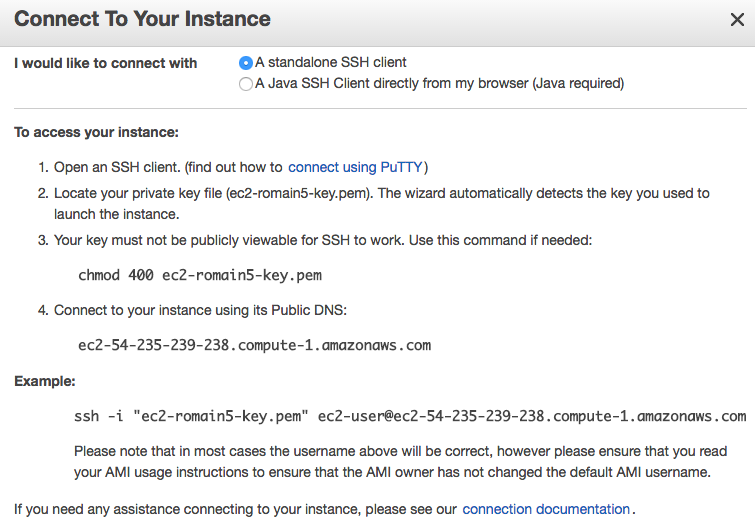 Connect To Your Instance
I would like to connect with
A standalone SSH client
A Java SSH Client directly from my browser (Java required)
To access your instance:
1. Open an SSH client. (find out how to connect using PuTTY)
2. Locate your private key file (ec2-romain5-key.pem). The wizard automatically detects the key you used to
launch the instance.
3. Your key must not be publicly viewable for SSH to work. Use this command if needed:
chmod 400 ec2-romain5-key.pem
4. Connect to your instance using its Public DNS:
ec2-54-235-239-238.compute-1.amazonaws.com
Example:
ssh -i "ec2-romain5-key.pem" ec2-user@ec2-54-235-239-238.compute-1.amazonaws.com
Please note that in most cases the username above will be correct, however please ensure that you read
your AMI usage instructions to ensure that the AMI owner has not changed the default AMI username.
If you need any assistance connecting to your instance, please see our connection documentation.